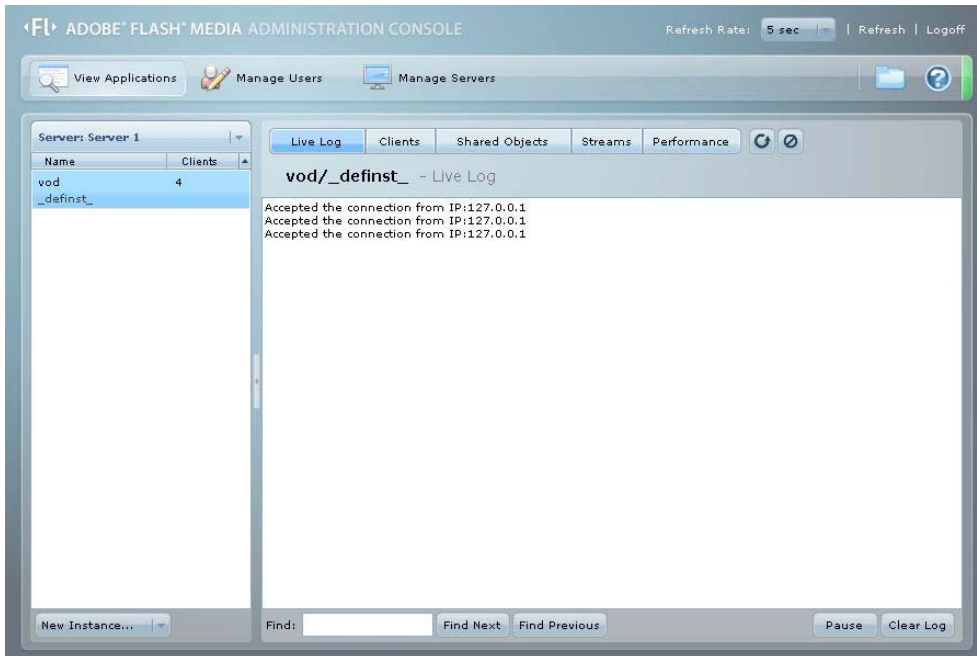 Fl ADOBE® FLASH® MEDIA ADMINISTRATION CONSOLE
Refresh Rate: 5 sec | Refresh | Logoff
View Applications Manage Users Manage Servers ?
Server: Server 1
Name Clients
vod 4
_definst_
Live Log Clients Shared Objects Streams Performance
vod/_definst_ - Live Log
Accepted the connection from IP:127.0.0.1
Accepted the connection from IP:127.0.0.1
Accepted the connection from IP:127.0.0.1
New Instance...
Find: Find Next Find Previous Pause Clear Log